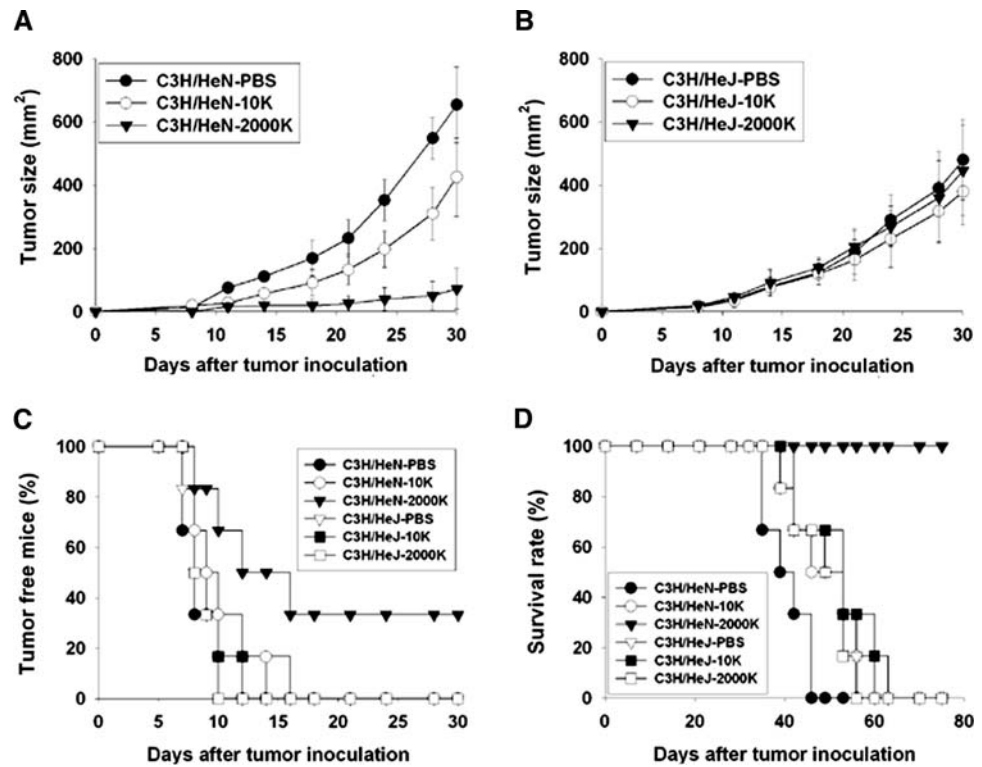 A
800
600
400
200
0
Tumor size (mm²)
C3H/HeN-PBS
C3H/HeN-10K
C3H/HeN-2000K
0 5 10 15 20 25 30
Days after tumor inoculation
B
800
600
400
200
0
Tumor size (mm²)
C3H/HeJ-PBS
C3H/HeJ-10K
C3H/HeJ-2000K
0 5 10 15 20 25 30
Days after tumor inoculation
C
100
80
60
40
20
0
Tumor free mice (%)
C3H/HeN-PBS
C3H/HeN-10K
C3H/HeN-2000K
C3H/HeJ-PBS
C3H/HeJ-10K
C3H/HeJ-2000K
0 5 10 15 20 25 30
Days after tumor inoculation
D
100
80
60
40
20
0
Survival rate (%)
C3H/HeN-PBS
C3H/HeN-10K
C3H/HeN-2000K
C3H/HeJ-PBS
C3H/HeJ-10K
C3H/HeJ-2000K
0 20 40 60 80
Days after tumor inoculation